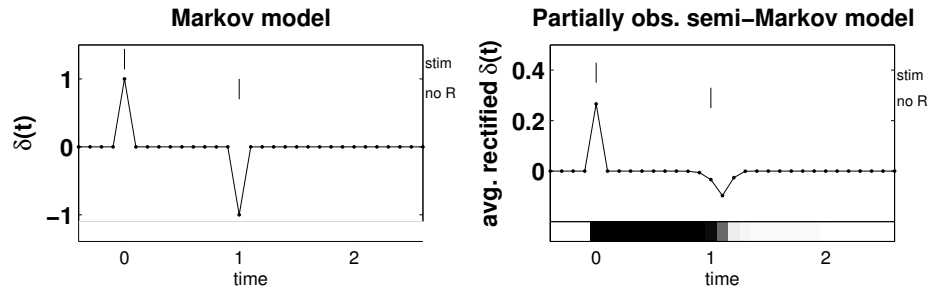 Markov model
δ(t)
1
0
−1
stim
no R
0 1 2
time
Partially obs. semi−Markov model
avg. rectified δ(t)
0.4
0.2
0
stim
no R
0 1 2
time